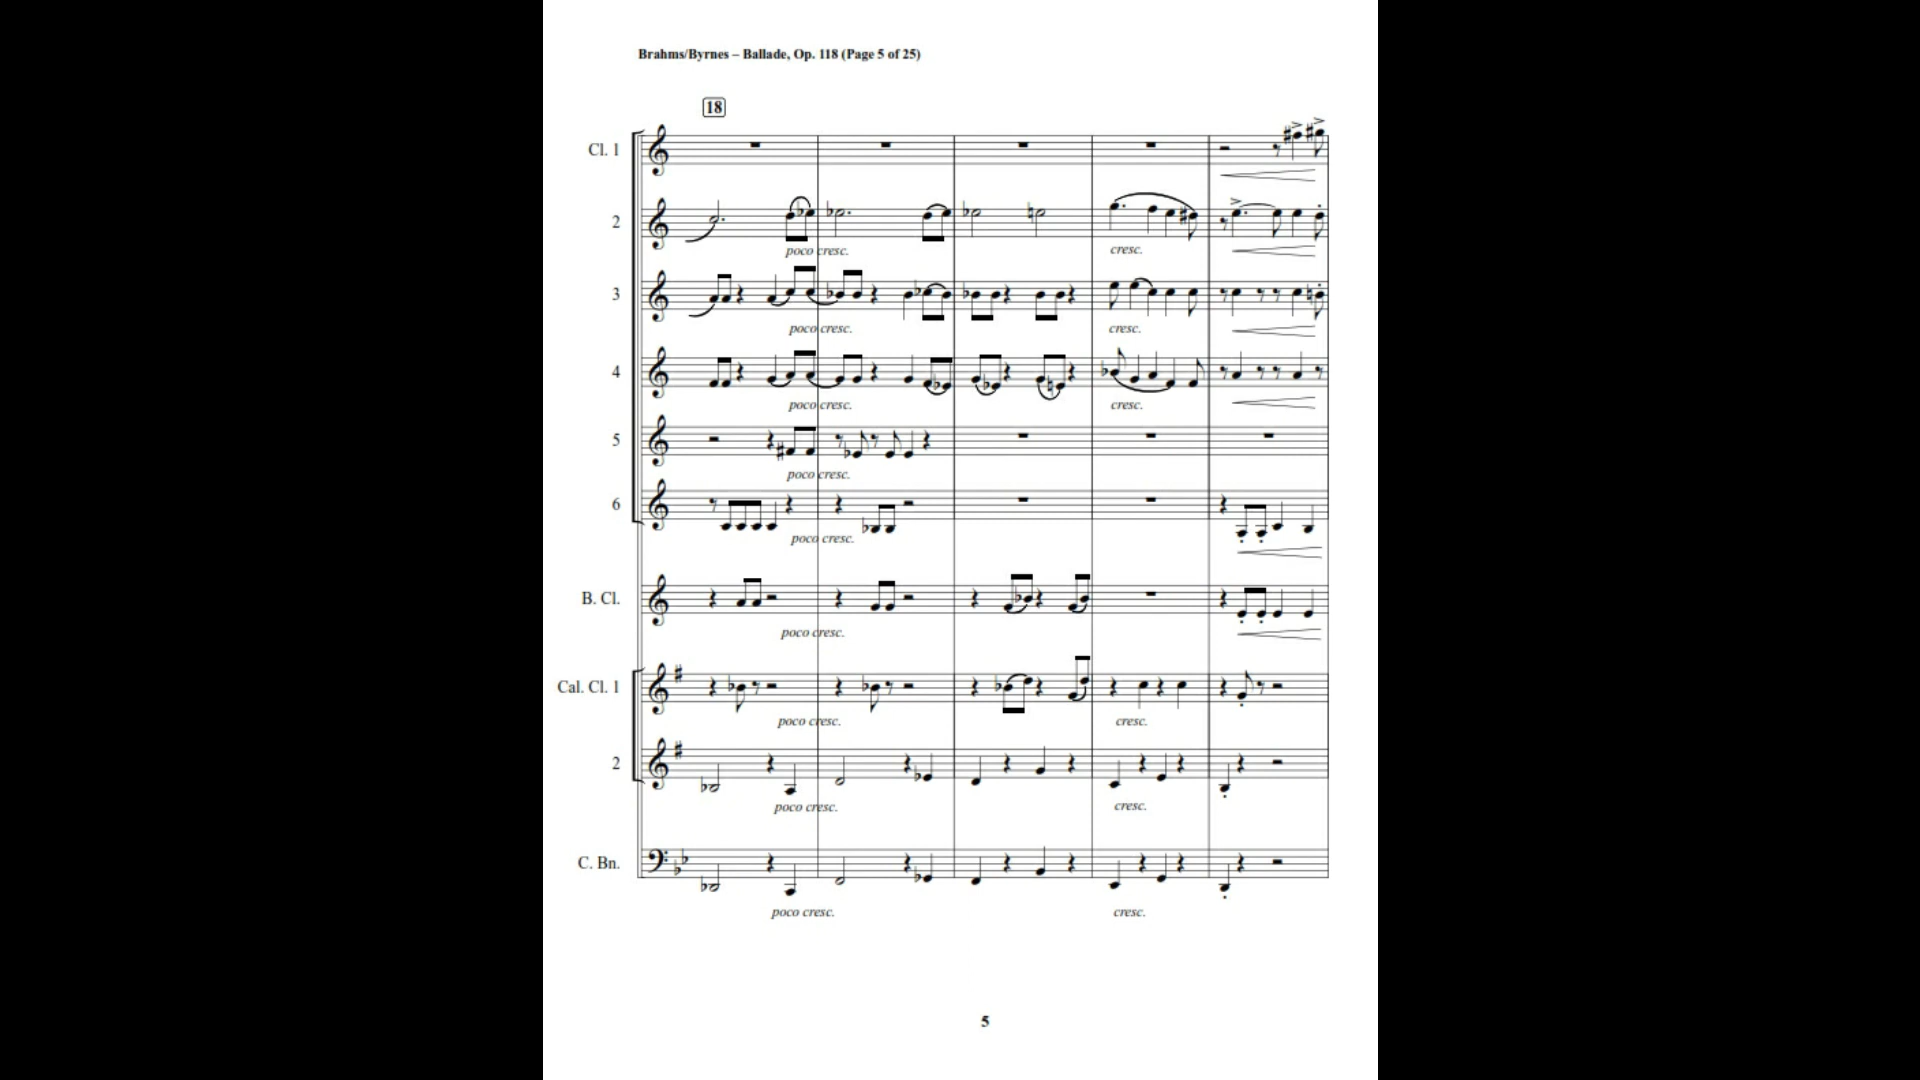 Brahms/Byrnes – Ballade, Op. 118 (Page 5 of 25)
18
Cl. 1
2
poco cresc.
cresc.
3
poco cresc.
cresc.
4
poco cresc.
cresc.
5
poco cresc.
6
poco cresc.
B. Cl.
poco cresc.
Cal. Cl. 1
poco cresc.
cresc.
2
poco cresc.
cresc.
C. Bn.
poco cresc.
cresc.
5